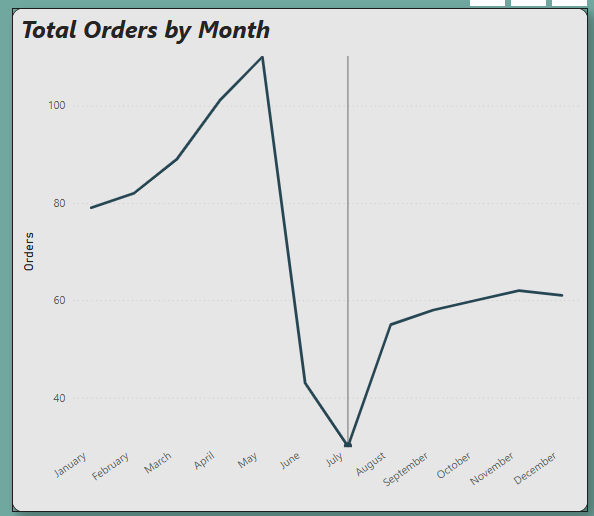 Total Orders by Month
100
80
60
40
Orders
January
February
March
April
May
June
July
August
September
October
November
December